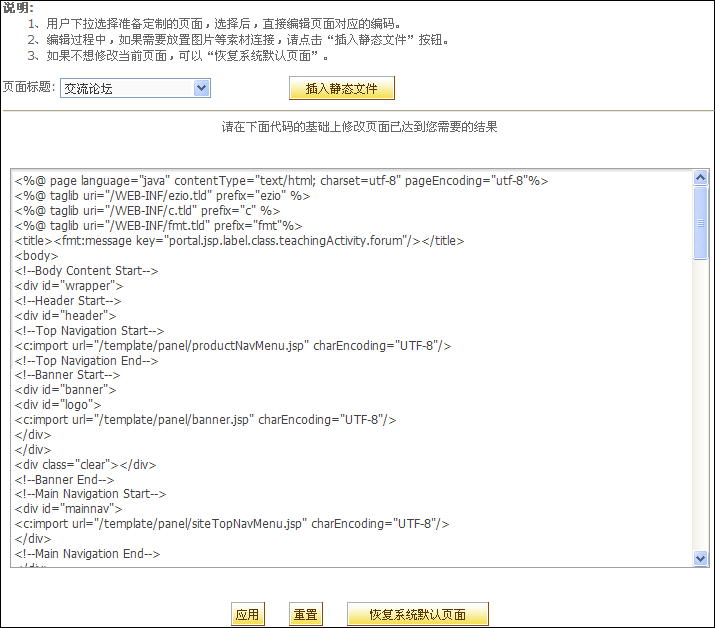 说明:
1、用户下拉选择准备定制的页面，选择后，直接编辑页面对应的编码。
2、编辑过程中，如果需要放置图片等素材连接，请点击“插入静态文件”按钮。
3、如果不想修改当前页面，可以“恢复系统默认页面”。
页面标题: 交流论坛 插入静态文件
请在下面代码的基础上修改页面已达到您需要的结果
<%@ page language="java" contentType="text/html; charset=utf-8" pageEncoding="utf-8"%>
<%@ taglib uri="/WEB-INF/ezio.tld" prefix="ezio" %>
<%@ taglib uri="/WEB-INF/c.tld" prefix="c" %>
<%@ taglib uri="/WEB-INF/fmt.tld" prefix="fmt"%>
<title><fmt:message key="portal.jsp.label.class.teachingActivity.forum"/></title>
<body>
<!--Body Content Start-->
<div id="wrapper">
<!--Header Start-->
<div id="header">
<!--Top Navigation Start-->
<c:import url="/template/panel/productNavMenu.jsp" charEncoding="UTF-8"/>
<!--Top Navigation End-->
<!--Banner Start-->
<div id="banner">
<div id="logo">
<c:import url="/template/panel/banner.jsp" charEncoding="UTF-8"/>
</div>
</div>
<div class="clear"></div>
<!--Banner End-->
<!--Main Navigation Start-->
<div id="mainnav">
<c:import url="/template/panel/siteTopNavMenu.jsp" charEncoding="UTF-8"/>
</div>
<!--Main Navigation End-->
应用 重置 恢复系统默认页面